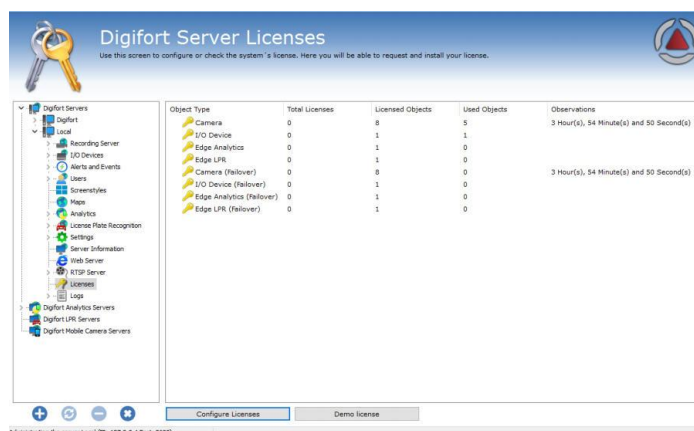 Digifort Server Licenses
Use this screen to configure or check the system´s license. Here you will be able to request and install your license.
Digifort Servers
Digifort
Local
Recording Server
I/O Devices
Alerts and Events
Users
Screenstyles
Maps
Analytics
License Plate Recognition
Settings
Server Information
Web Server
RTSP Server
Licenses
Logs
Digifort Analytics Servers
Digifort LPR Servers
Digifort Mobile Camera Servers
Object Type Total Licenses Licensed Objects Used Objects Observations
Camera 0 8 5 3 Hour(s), 54 Minute(s) and 50 Second(s)
I/O Device 0 1 1
Edge Analytics 0 1 0
Edge LPR 0 1 0
Camera (Failover) 0 8 0 3 Hour(s), 54 Minute(s) and 50 Second(s)
I/O Device (Failover) 0 1 0
Edge Analytics (Failover) 0 1 0
Edge LPR (Failover) 0 1 0
Configure Licenses Demo license